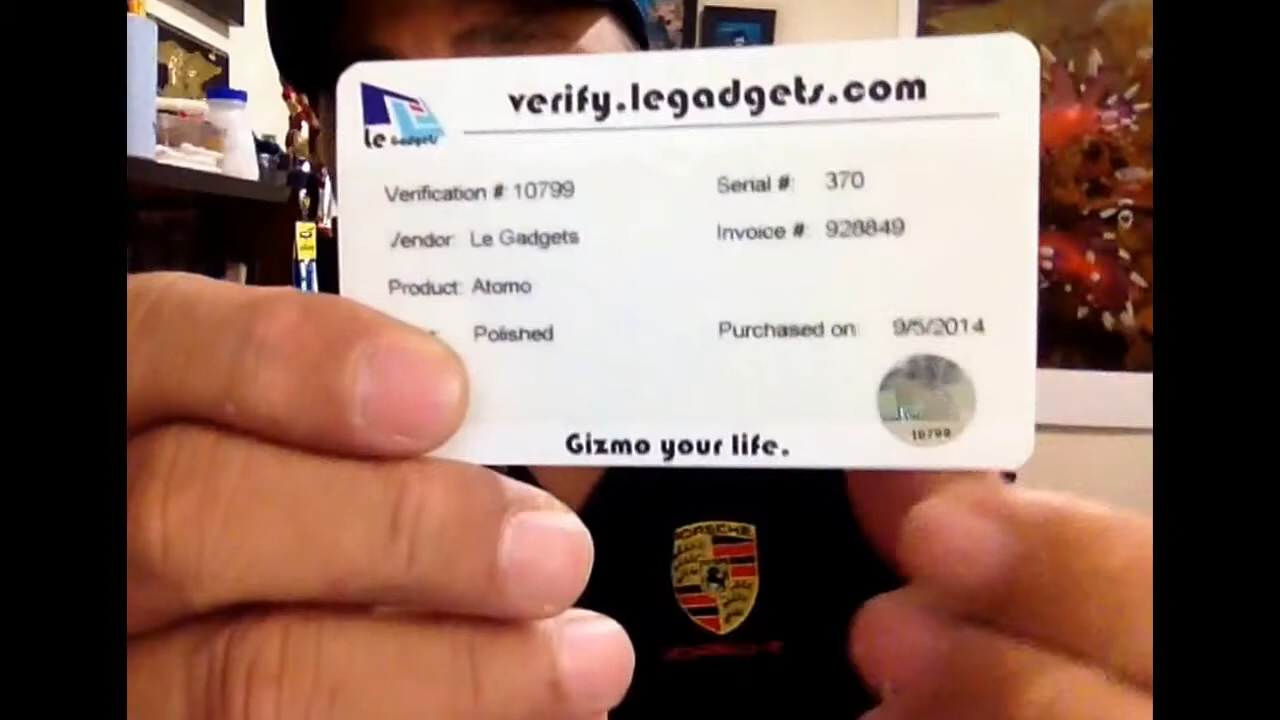 verify.legadgets.com
Le Gadgets
Verification # 10799
Serial #: 370
Vendor: Le Gadgets
Invoice #: 928849
Product: Atomo
Polished
Purchased on: 9/5/2014
10799
Gizmo your life.
PORSCHE